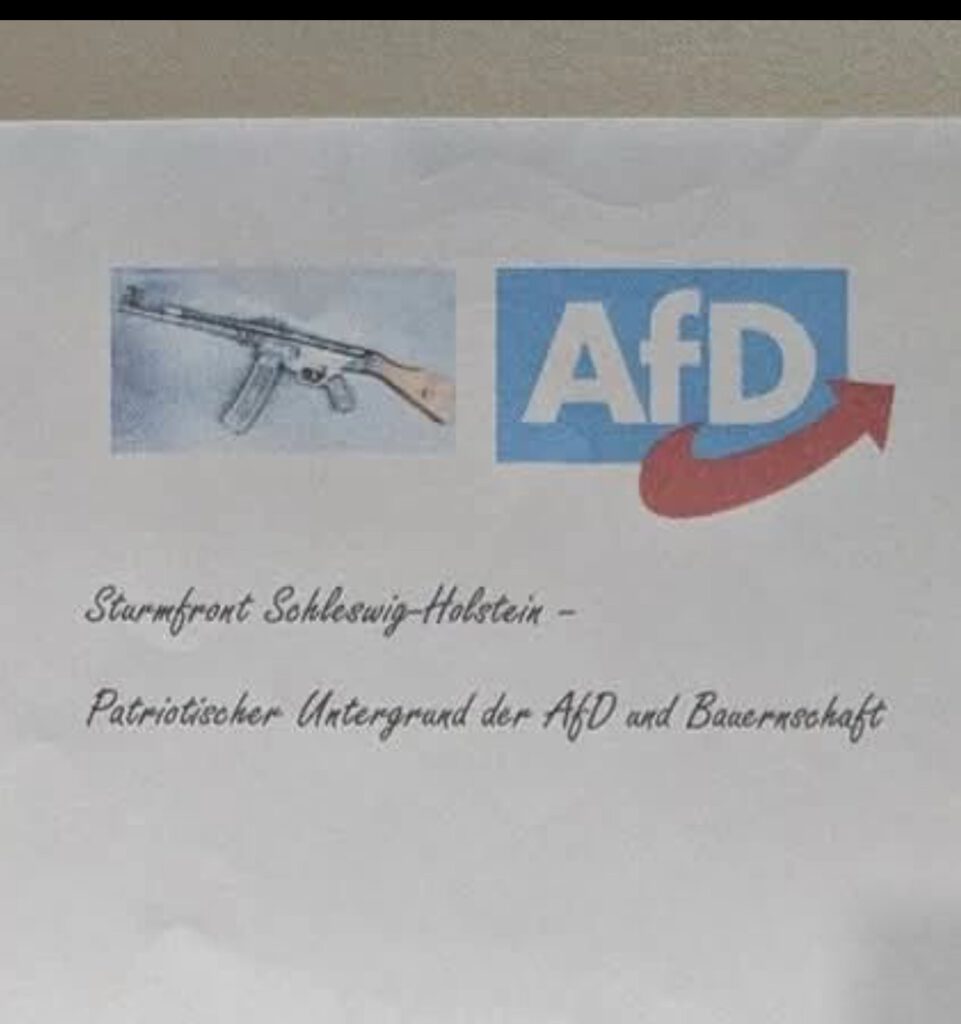 AfD
Sturmfront Schleswig-Holstein –
Patriotischer Untergrund der AfD und Bauernschaft